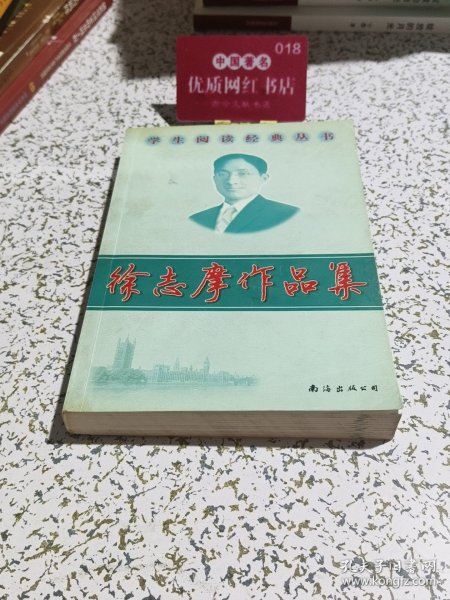 018
中国著名
优质网红书店
学生阅读经典丛书
徐志摩作品集
南海出版公司
孔夫子旧书网
www.kongfz.com